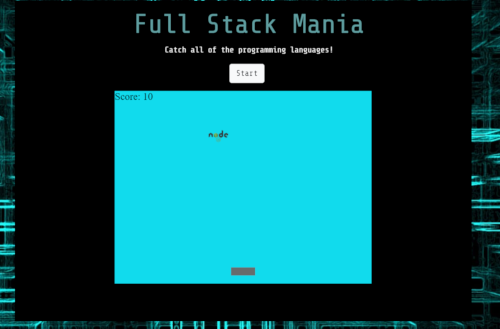 Full Stack Mania
Catch all of the programming languages!
Start
Score: 10
node